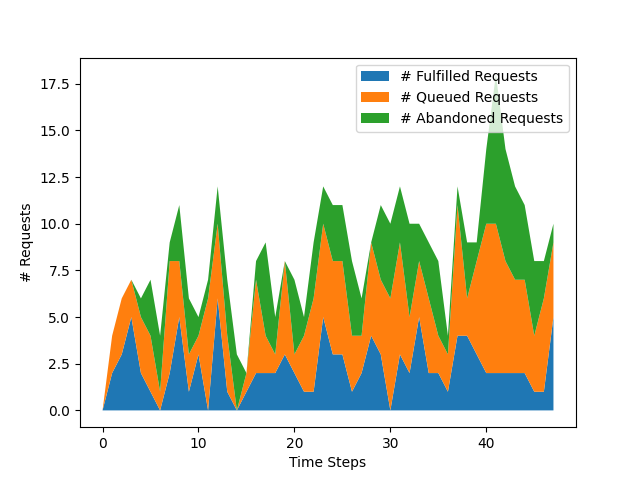 # Fulfilled Requests
# Queued Requests
# Abandoned Requests
17.5
15.0
12.5
10.0
7.5
5.0
2.5
0.0
# Requests
0 10 20 30 40
Time Steps